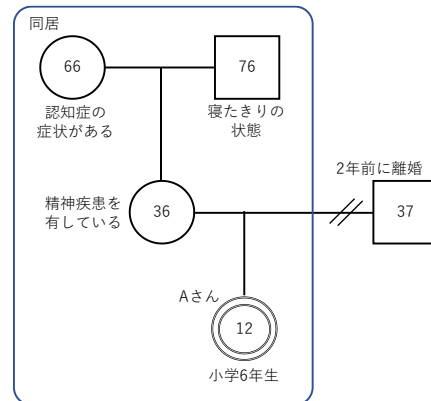 同居
66
76
認知症の
症状がある
寝たきりの
状態
2年前に離婚
精神疾患を
有している
36
37
Aさん
12
小学6年生